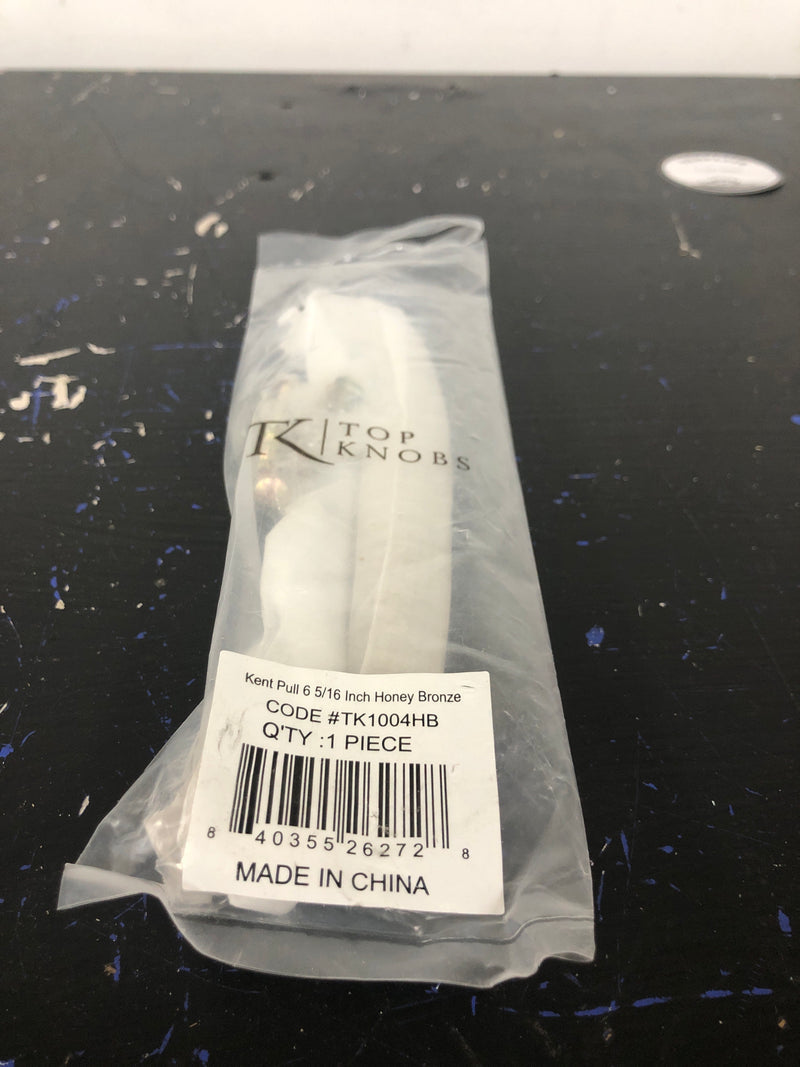 TK | TOP
KNOBS
Kent Pull 6 5/16 Inch Honey Bronze
CODE #TK1004HB
Q'TY :1 PIECE
8 40355 26272 8
MADE IN CHINA